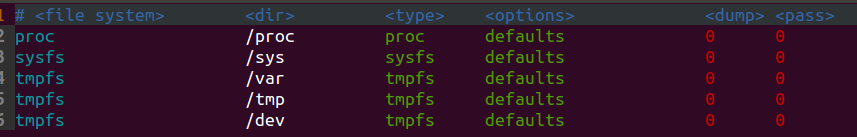 1 # <file system> <dir> <type> <options> <dump> <pass>
2 proc /proc proc defaults 0 0
3 sysfs /sys sysfs defaults 0 0
4 tmpfs /var tmpfs defaults 0 0
5 tmpfs /tmp tmpfs defaults 0 0
6 tmpfs /dev tmpfs defaults 0 0